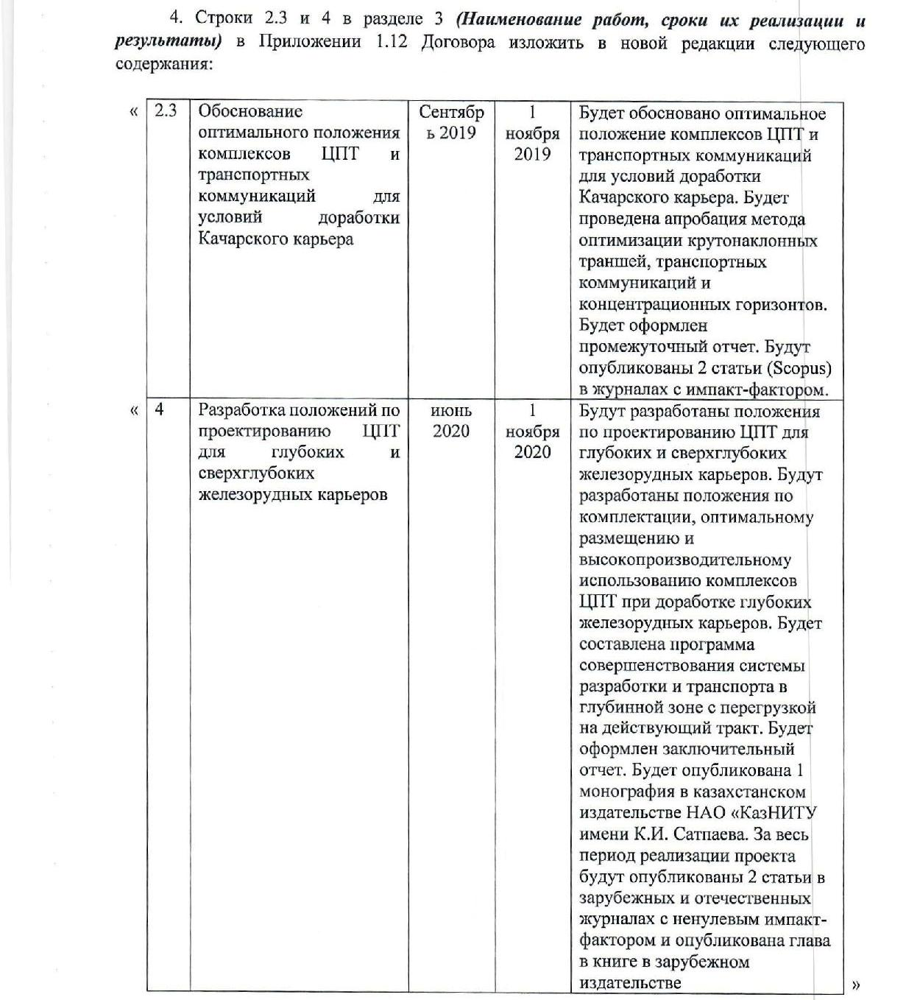 4. Строки 2.3 и 4 в разделе 3 (Наименование работ, сроки их реализации и
результаты) в Приложении 1.12 Договора изложить в новой редакции следующего
содержания:
«
2.3
Обоснование
оптимального положения
комплексов ЦПТ и
транспортных
коммуникаций для
условий доработки
Качарского карьера
Сентябр
ь 2019
1
ноября
2019
Будет обосновано оптимальное
положение комплексов ЦПТ и
транспортных коммуникаций
для условий доработки
Качарского карьера. Будет
проведена апробация метода
оптимизации крутонаклонных
траншей, транспортных
коммуникаций и
концентрационных горизонтов.
Будет оформлен
промежуточный отчет. Будут
опубликованы 2 статьи (Scopus)
в журналах с импакт-фактором.
«
4
Разработка положений по
проектированию ЦПТ
для глубоких и
сверхглубоких
железорудных карьеров
июнь
2020
1
ноября
2020
Будут разработаны положения
по проектированию ЦПТ для
глубоких и сверхглубоких
железорудных карьеров. Будут
разработаны положения по
комплектации, оптимальному
размещению и
высокопроизводительному
использованию комплексов
ЦПТ при доработке глубоких
железорудных карьеров. Будет
составлена программа
совершенствования системы
разработки и транспорта в
глубинной зоне с перегрузкой
на действующий тракт. Будет
оформлен заключительный
отчет. Будет опубликована 1
монография в казахстанском
издательстве НАО «КазНИТУ
имени К.И. Сатпаева. За весь
период реализации проекта
будут опубликованы 2 статьи в
зарубежных и отечественных
журналах с ненулевым импакт-
фактором и опубликована глава
в книге в зарубежном
издательстве
»